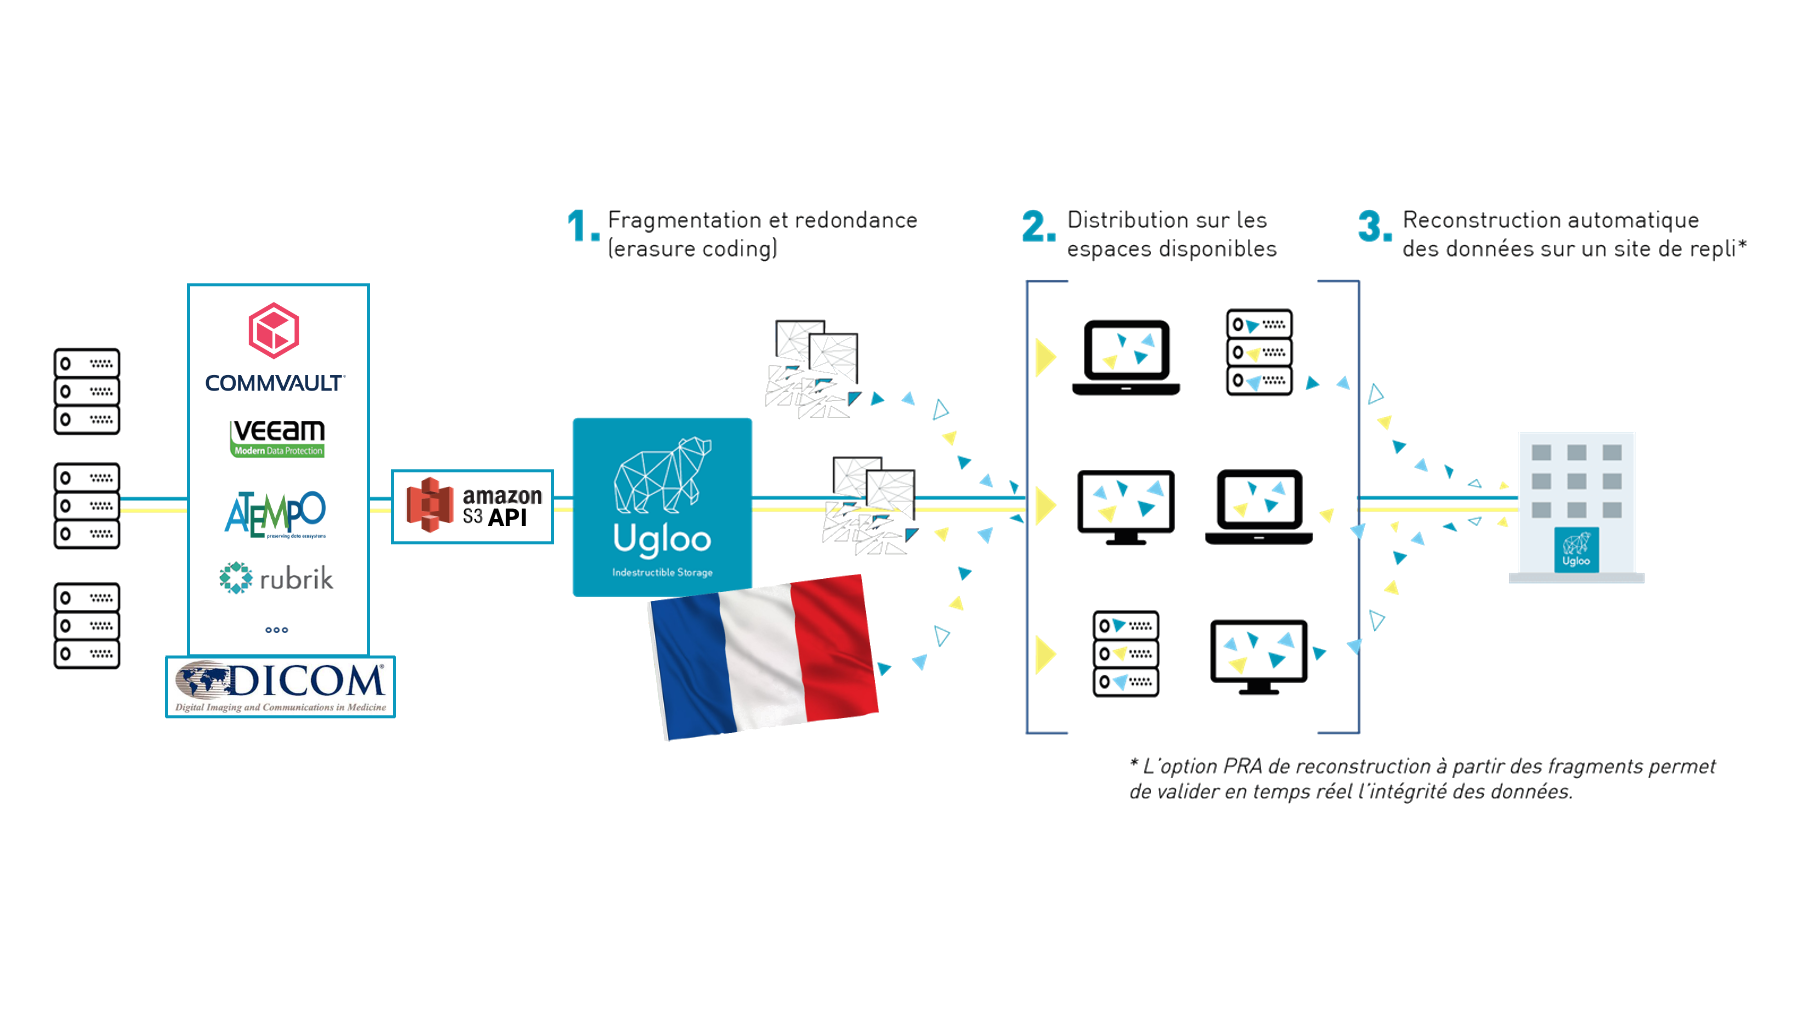 1. Fragmentation et redondance
(erasure coding)
2. Distribution sur les
espaces disponibles
3. Reconstruction automatique
des données sur un site de repli*
COMMVAULT
veeam
Modern Data Protection
ATEMPO
preserving data ecosystems
rubrik
DICOM®
Digital Imaging and Communications in Medicine
amazon
S3 API
Ugloo
Indestructible Storage
Ugloo
* L'option PRA de reconstruction à partir des fragments permet
de valider en temps réel l'intégrité des données.